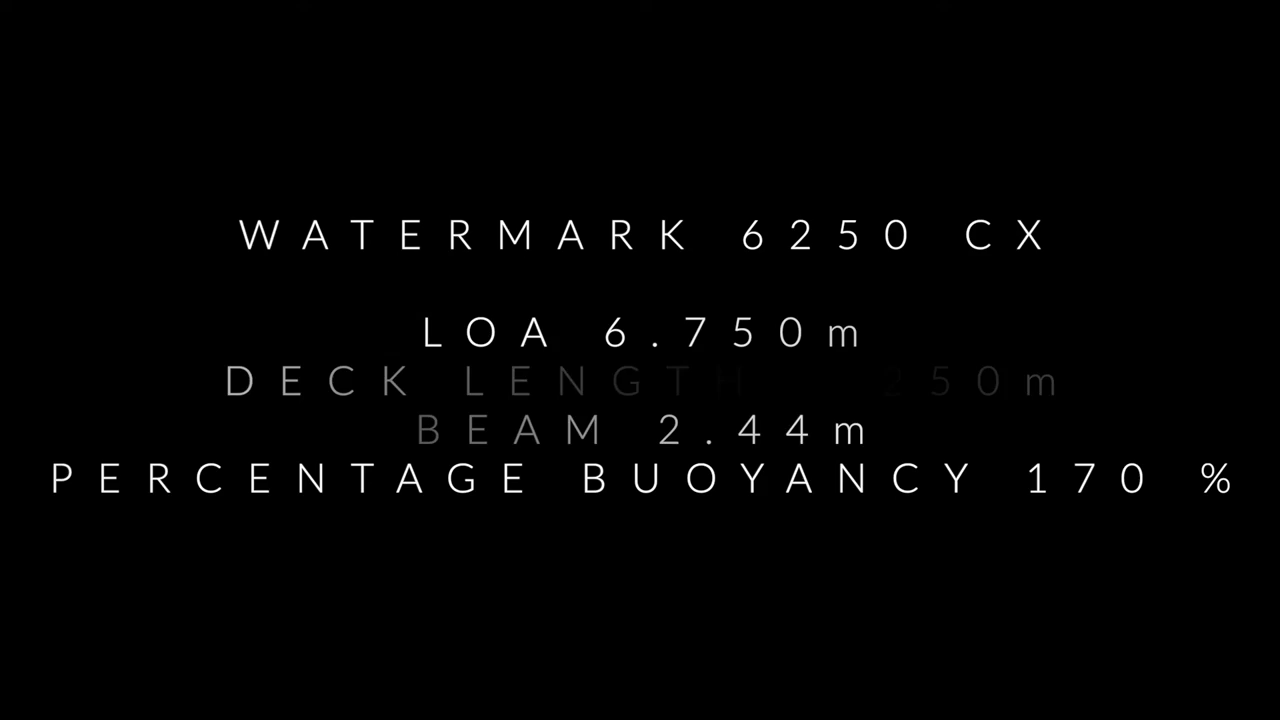 WATERMARK 6250 CX
LOA 6.750m
DECK LENGTH
BEAM 2.44m
PERCENTAGE BUOYANCY 170 %